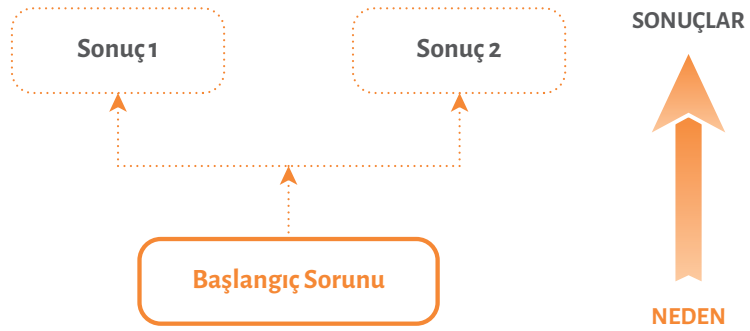 SONUÇLAR
Sonuç 1
Sonuç 2
Başlangıç Sorunu
NEDEN